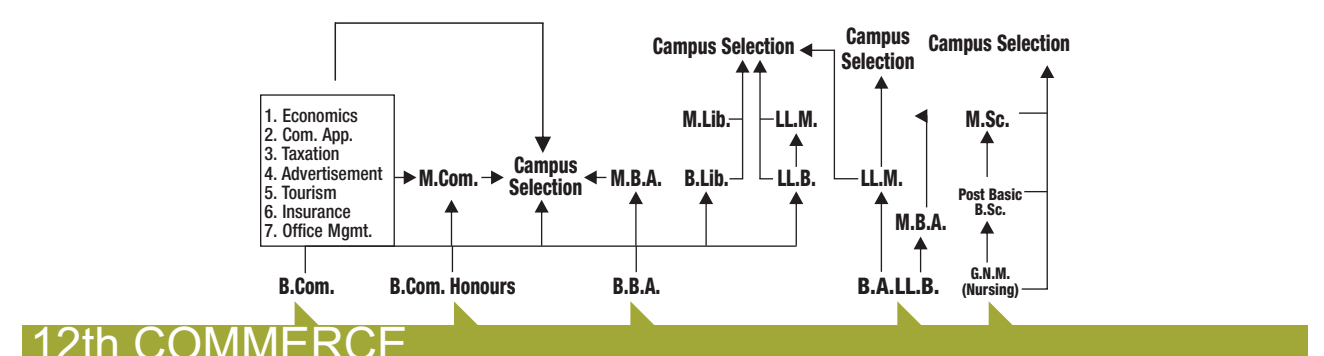 Campus Selection
Campus
Selection
Campus Selection
1. Economics
2. Com. App.
3. Taxation
4. Advertisement
5. Tourism
6. Insurance
7. Office Mgmt.
M.Com.
Campus
Selection
M.B.A.
M.Lib.
LL.M.
B.Lib.
LL.B.
LL.M.
M.B.A.
M.Sc.
Post Basic
B.Sc.
G.N.M.
(Nursing)
B.Com.
B.Com. Honours
B.B.A.
B.A.LL.B.
12th COMMERCE